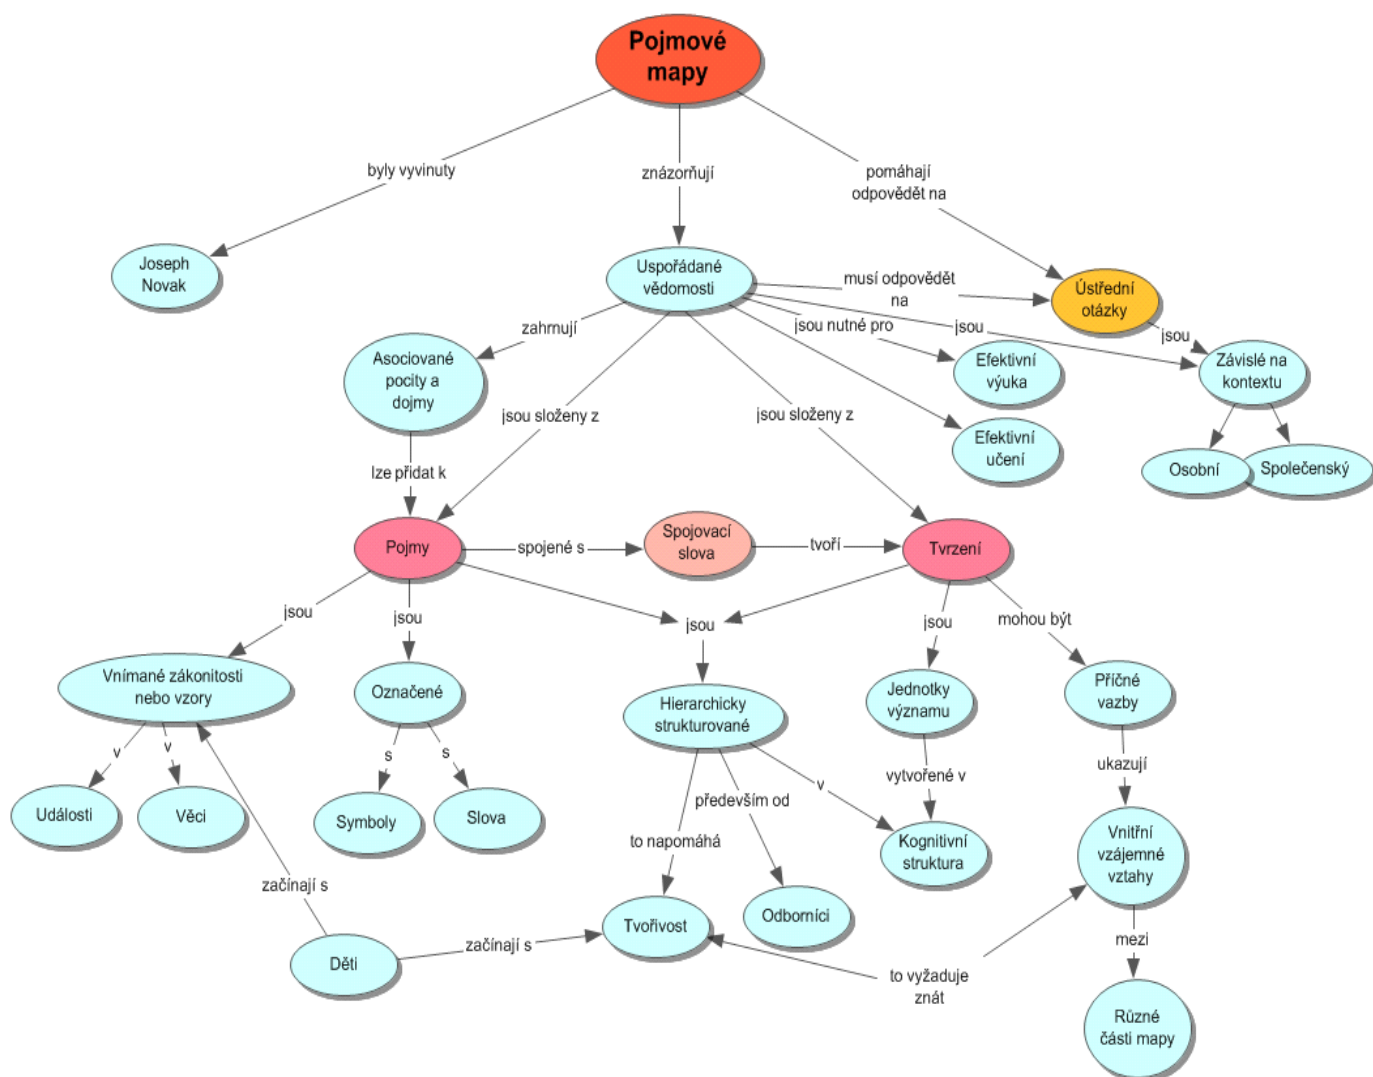 Pojmové
mapy
byly vyvinuty
znázorňují
pomáhají
odpovědět na
Joseph
Novak
Uspořádané
vědomosti
musí odpovědět
na
Ústřední
otázky
zahrnují
jsou nutné pro
jsou
jsou
Asociované
pocity a
dojmy
Efektivní
výuka
Závislé na
kontextu
jsou složeny z
jsou složeny z
Efektivní
učení
Osobní
Společenský
lze přidat k
Pojmy
spojené s
Spojovací
slova
tvoří
Tvrzení
jsou
jsou
jsou
jsou
mohou být
Vnímané zákonitosti
nebo vzory
Označené
Hierarchicky
strukturované
Jednotky
významu
Příčné
vazby
v
v
s
s
ukazují
vytvořené v
v
především od
to napomáhá
Události
Věci
Symboly
Slova
Kognitivní
struktura
Vnitřní
vzájemné
vztahy
začínají s
Tvořivost
Odborníci
Děti
začínají s
mezi
to vyžaduje
znát
Různé
části mapy